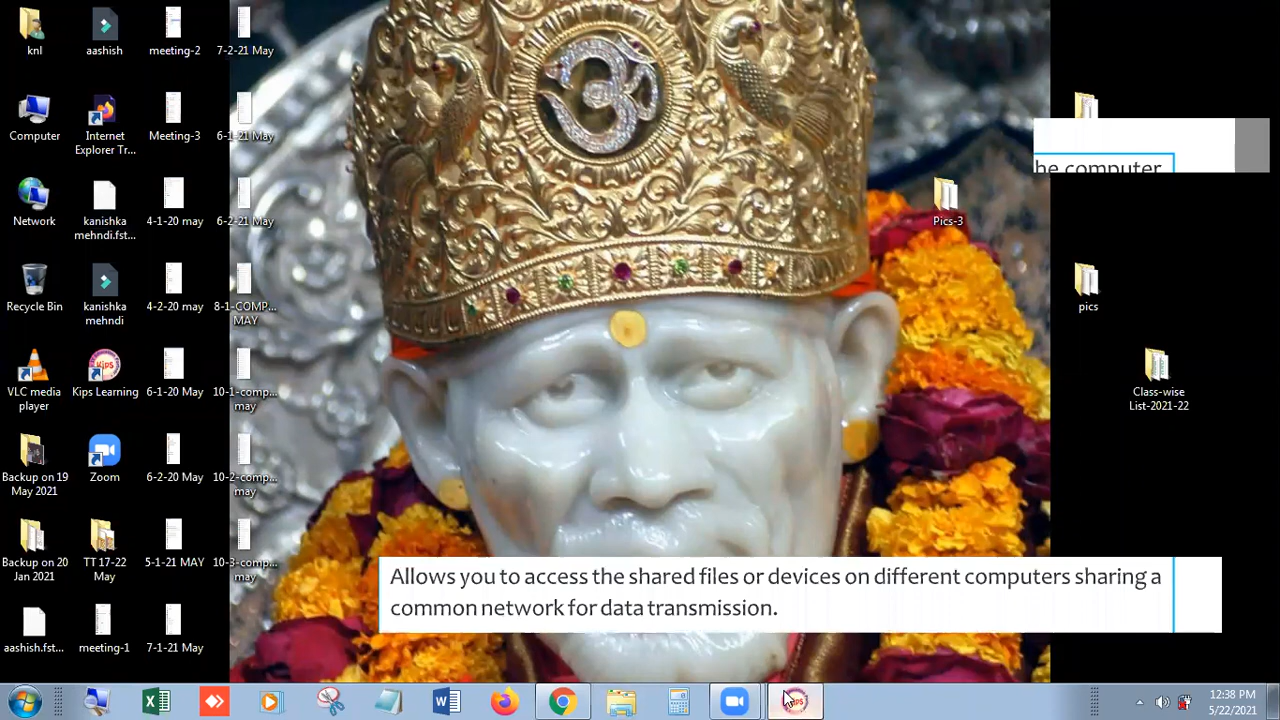 knl
aashish
meeting-2
7-2-21 May
Computer
Internet
Explorer Tr...
Meeting-3
6-1-21 May
he computer
Network
kanishka
mehndi.fst...
4-1-20 may
6-2-21 May
Pics-3
Recycle Bin
kanishka
mehndi
4-2-20 may
8-1-COMP...
MAY
pics
VLC media
player
Kips Learning
6-1-20 May
10-1-comp...
may
Class-wise
List-2021-22
Backup on 19
May 2021
Zoom
6-2-20 May
10-2-comp...
may
Backup on 20
Jan 2021
TT 17-22
May
5-1-21 MAY
10-3-comp...
may
Allows you to access the shared files or devices on different computers sharing a
common network for data transmission.
aashish.fst...
meeting-1
7-1-21 May
12:38 PM
5/22/2021